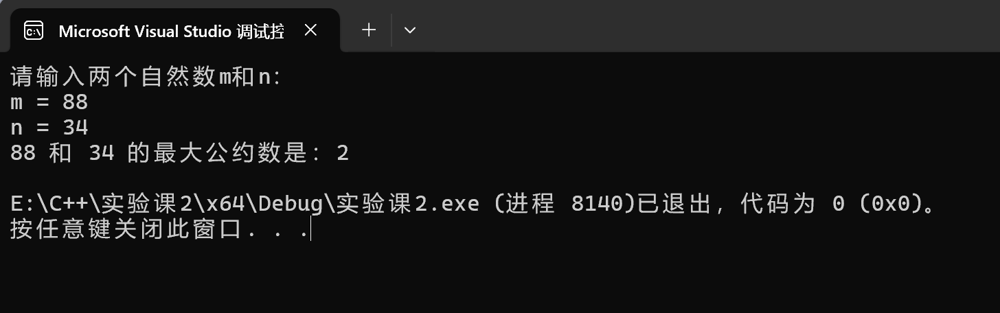 Microsoft Visual Studio 调试控
请输入两个自然数m和n：
m = 88
n = 34
88 和 34 的最大公约数是：2
E:\C++\实验课2\x64\Debug\实验课2.exe (进程 8140)已退出，代码为 0 (0x0)。
按任意键关闭此窗口. . .